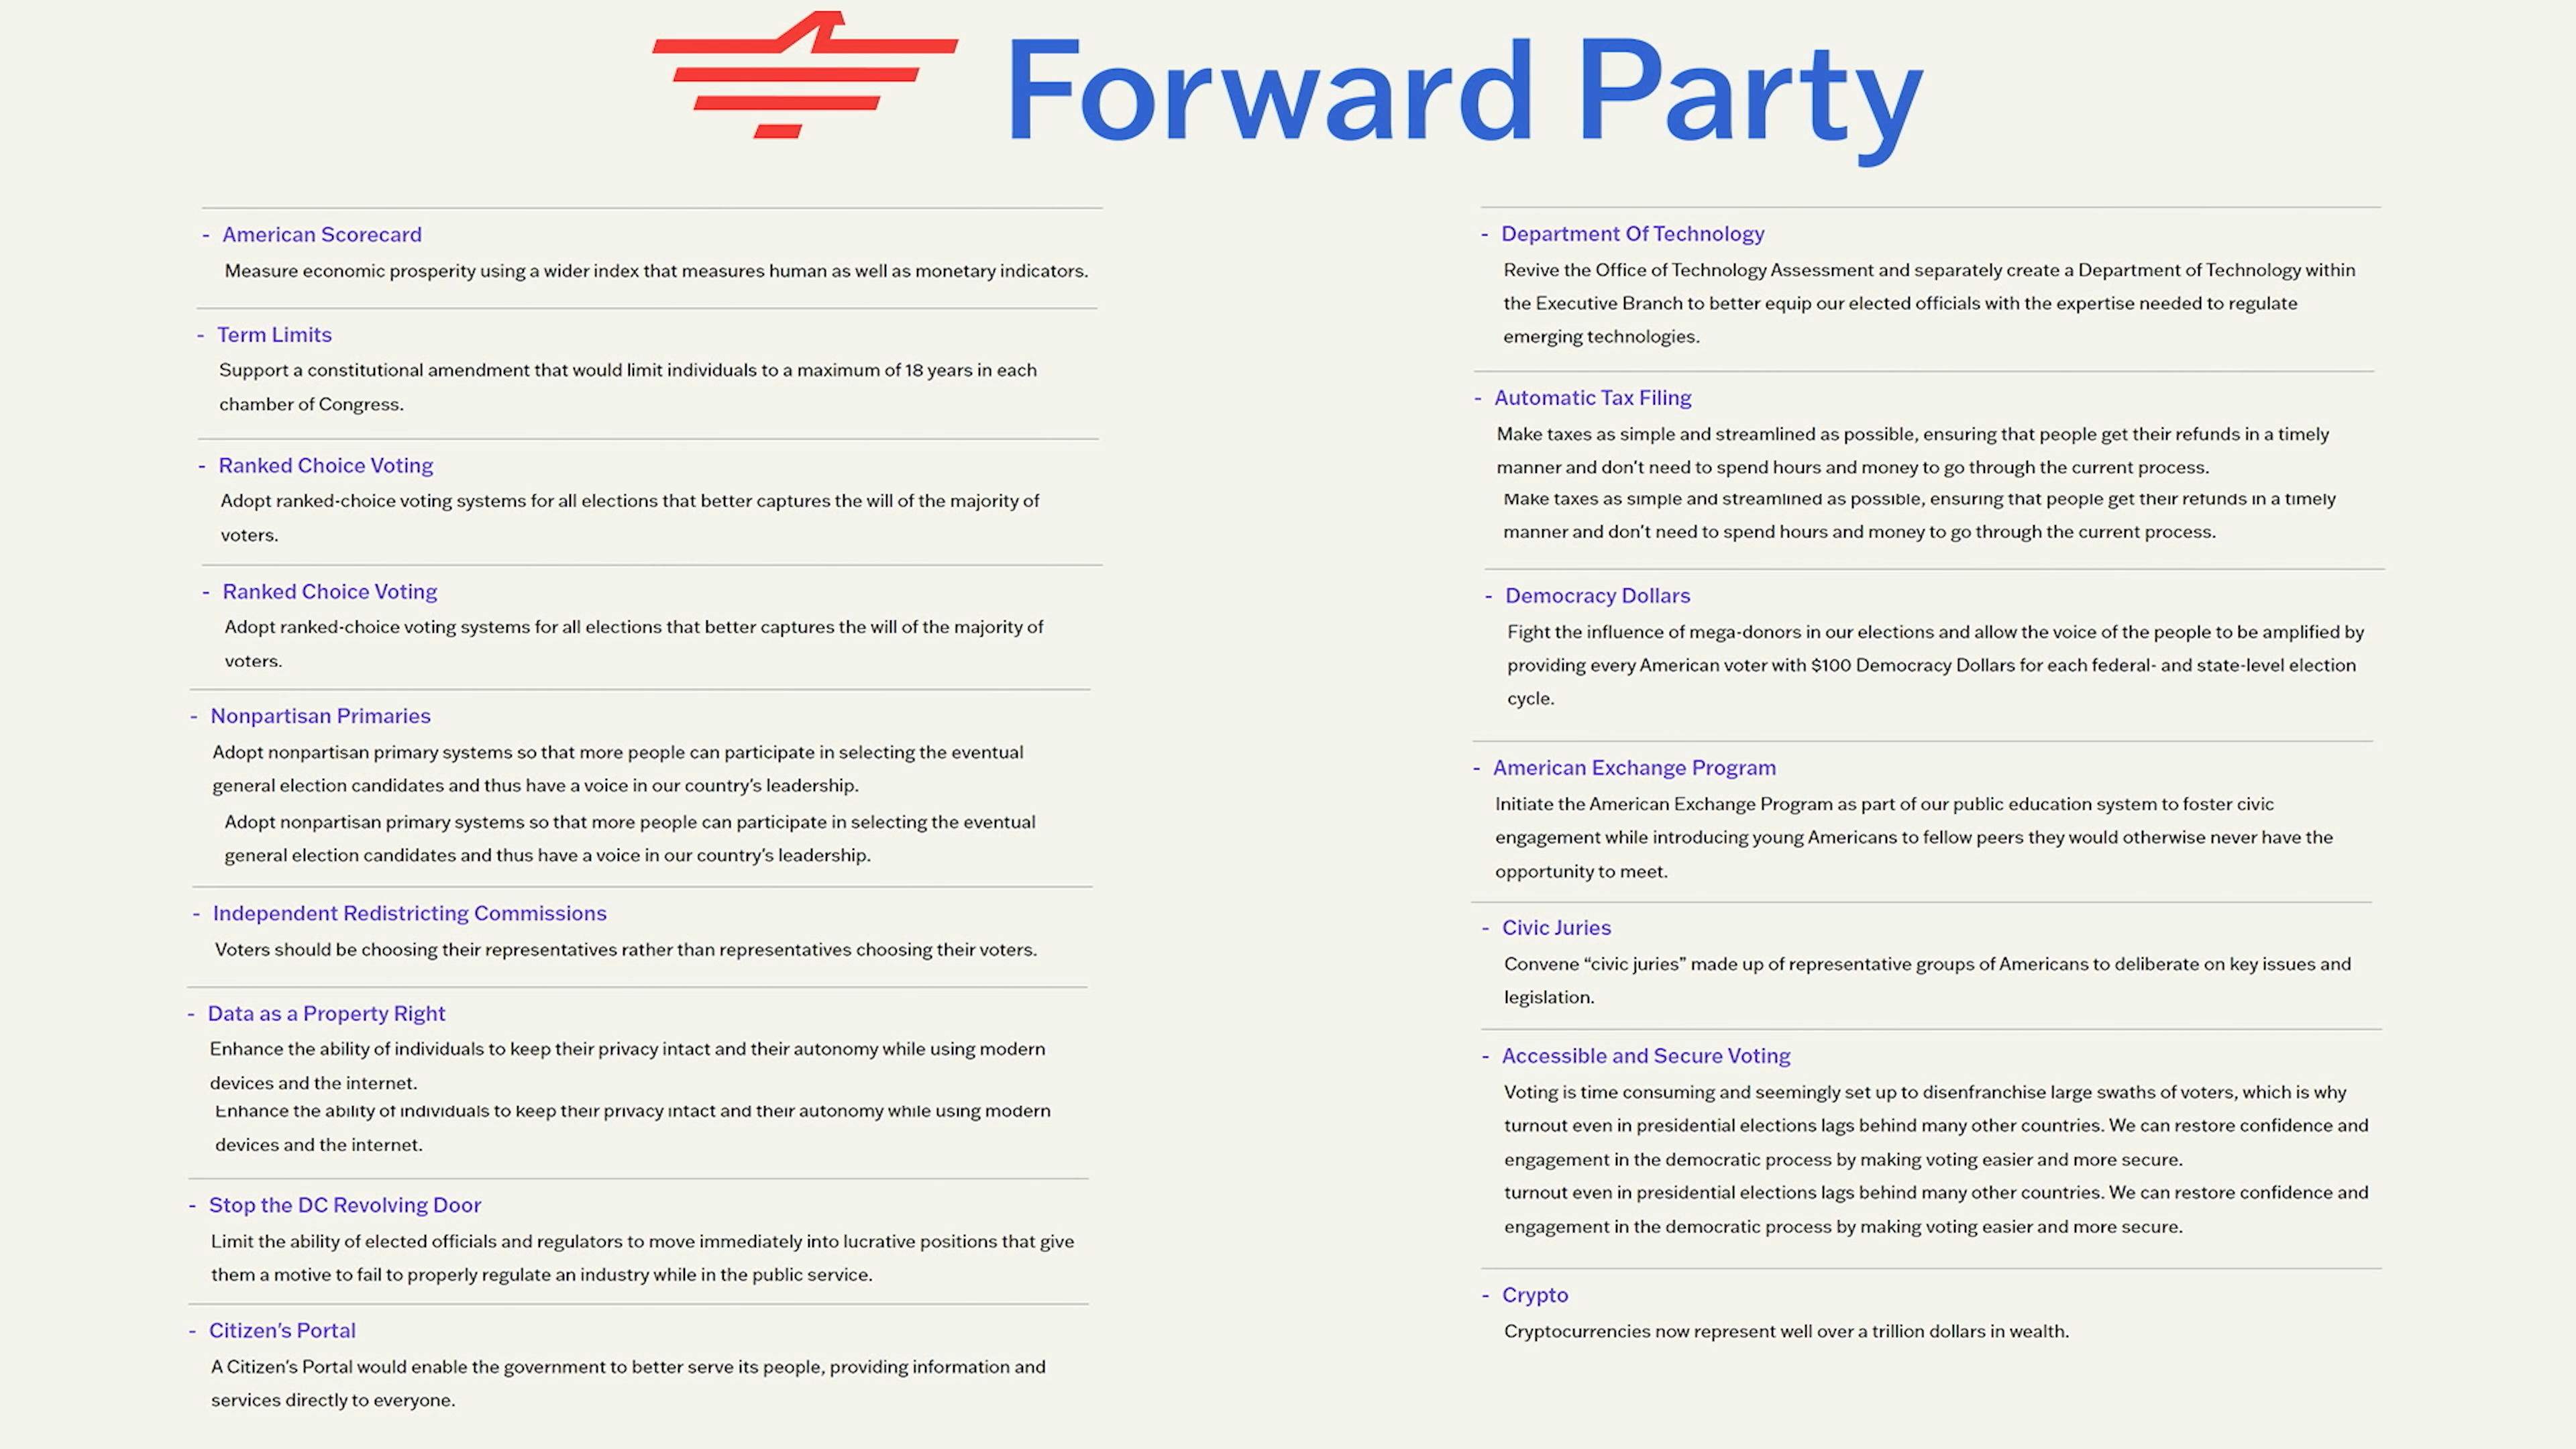 Forward Party
- American Scorecard
Measure economic prosperity using a wider index that measures human as well as monetary indicators.
- Term Limits
Support a constitutional amendment that would limit individuals to a maximum of 18 years in each
chamber of Congress.
- Ranked Choice Voting
Adopt ranked-choice voting systems for all elections that better captures the will of the majority of
voters.
- Ranked Choice Voting
Adopt ranked-choice voting systems for all elections that better captures the will of the majority of
voters.
- Nonpartisan Primaries
Adopt nonpartisan primary systems so that more people can participate in selecting the eventual
general election candidates and thus have a voice in our country's leadership.
Adopt nonpartisan primary systems so that more people can participate in selecting the eventual
general election candidates and thus have a voice in our country's leadership.
- Independent Redistricting Commissions
Voters should be choosing their representatives rather than representatives choosing their voters.
- Data as a Property Right
Enhance the ability of individuals to keep their privacy intact and their autonomy while using modern
devices and the internet.
Enhance the ability of individuals to keep their privacy intact and their autonomy while using modern
devices and the internet.
- Stop the DC Revolving Door
Limit the ability of elected officials and regulators to move immediately into lucrative positions that give
them a motive to fail to properly regulate an industry while in the public service.
- Citizen's Portal
A Citizen's Portal would enable the government to better serve its people, providing information and
services directly to everyone.
- Department Of Technology
Revive the Office of Technology Assessment and separately create a Department of Technology within
the Executive Branch to better equip our elected officials with the expertise needed to regulate
emerging technologies.
- Automatic Tax Filing
Make taxes as simple and streamlined as possible, ensuring that people get their refunds in a timely
manner and don't need to spend hours and money to go through the current process.
Make taxes as simple and streamlined as possible, ensuring that people get their refunds in a timely
manner and don't need to spend hours and money to go through the current process.
- Democracy Dollars
Fight the influence of mega-donors in our elections and allow the voice of the people to be amplified by
providing every American voter with $100 Democracy Dollars for each federal- and state-level election
cycle.
- American Exchange Program
Initiate the American Exchange Program as part of our public education system to foster civic
engagement while introducing young Americans to fellow peers they would otherwise never have the
opportunity to meet.
- Civic Juries
Convene “civic juries” made up of representative groups of Americans to deliberate on key issues and
legislation.
- Accessible and Secure Voting
Voting is time consuming and seemingly set up to disenfranchise large swaths of voters, which is why
turnout even in presidential elections lags behind many other countries. We can restore confidence and
engagement in the democratic process by making voting easier and more secure.
turnout even in presidential elections lags behind many other countries. We can restore confidence and
engagement in the democratic process by making voting easier and more secure.
- Crypto
Cryptocurrencies now represent well over a trillion dollars in wealth.